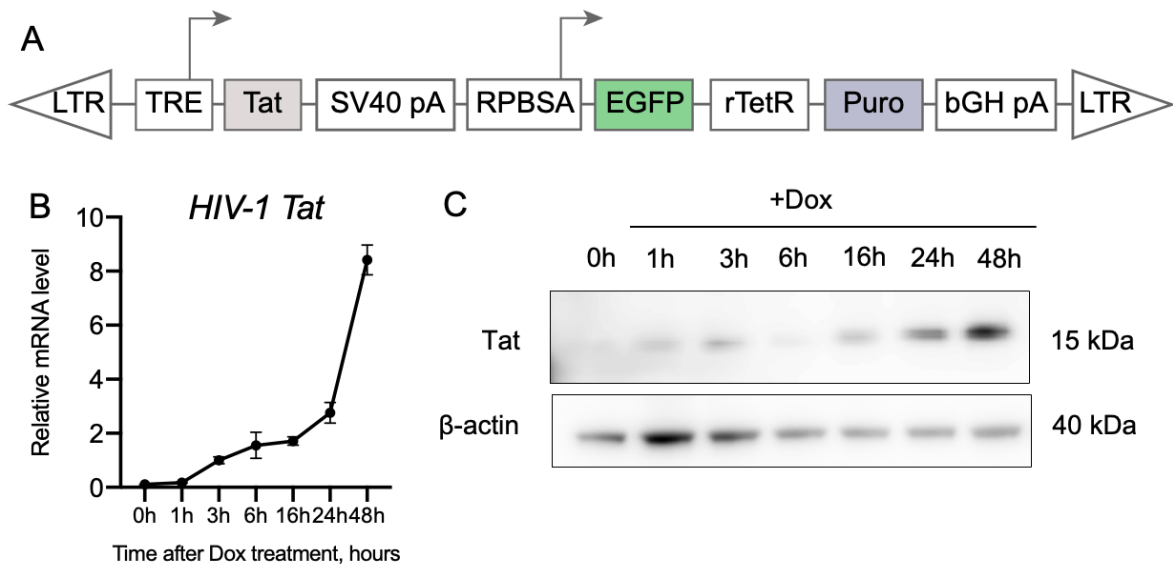 A
LTR TRE Tat SV40 pA RPBSA EGFP rTetR Puro bGH pA LTR
B
HIV-1 Tat
Relative mRNA level
10
8
6
4
2
0
0h 1h 3h 6h 16h 24h 48h
Time after Dox treatment, hours
C
+Dox
0h 1h 3h 6h 16h 24h 48h
Tat 15 kDa
β-actin 40 kDa